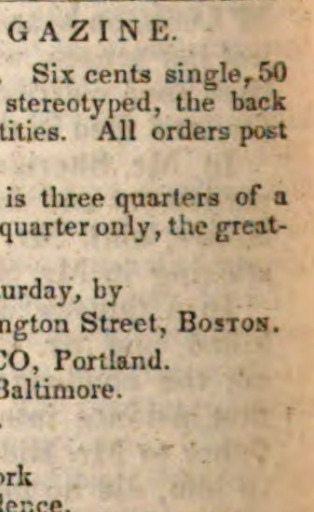 GAZINE.
. Six cents single, 50
stereotyped, the back
tities. All orders post
is three quarters of a
quarter only, the great-
urday, by
ngton Street, BOSTON.
CO, Portland.
Baltimore.
.
ork
dence.